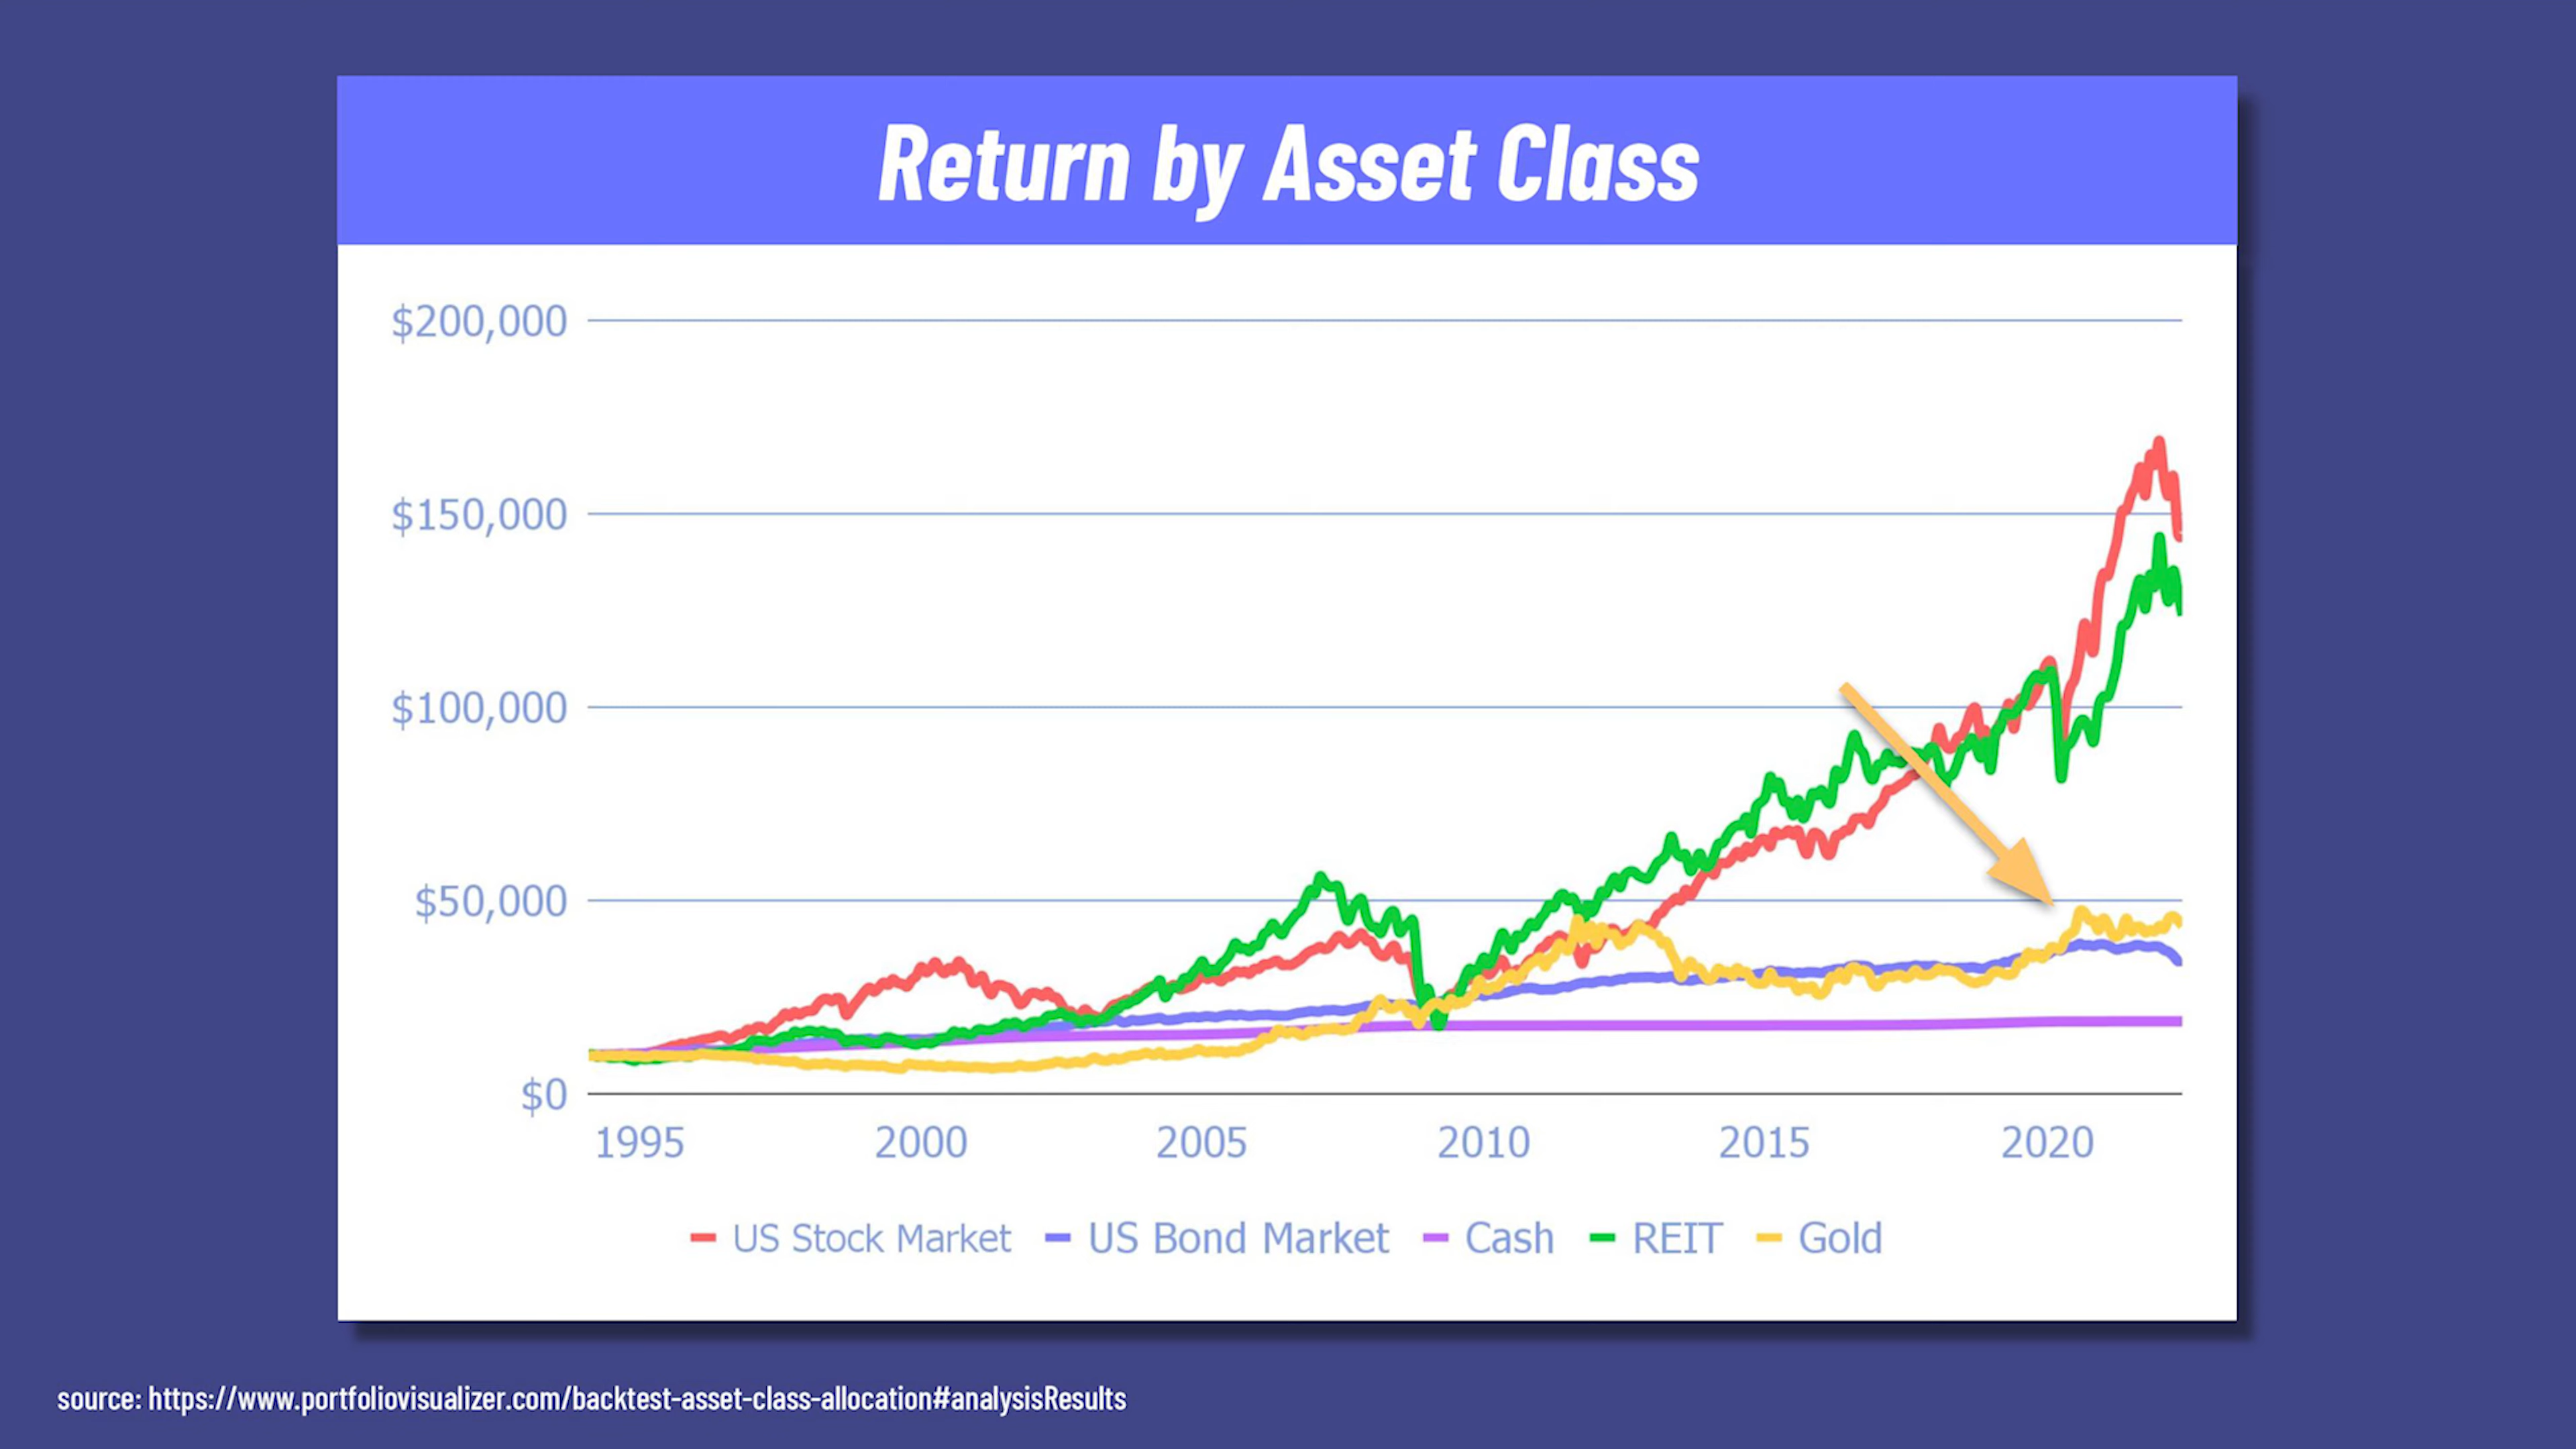 Return by Asset Class
$200,000
$150,000
$100,000
$50,000
$0
1995 2000 2005 2010 2015 2020
US Stock Market US Bond Market Cash REIT Gold
source: https://www.portfoliovisualizer.com/backtest-asset-class-allocation#analysisResults